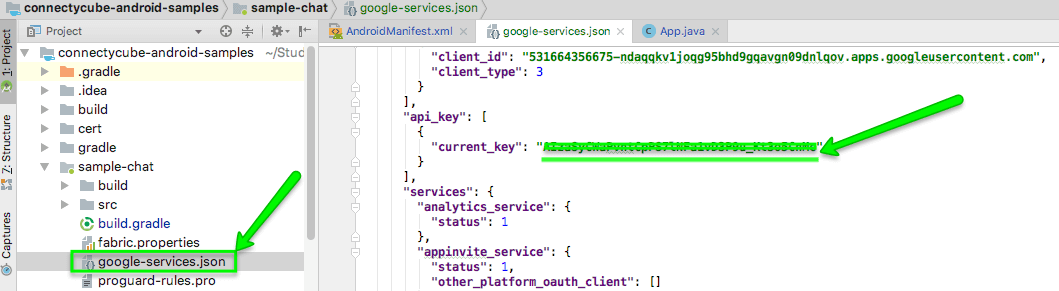 connectycube-android-samples sample-chat google-services.json
1: Project
Z: Structure
Captures
Project
connectycube-android-samples ~/Stud
.gradle
.idea
build
cert
gradle
sample-chat
build
src
build.gradle
fabric.properties
google-services.json
proguard-rules.pro
AndroidManifest.xml google-services.json App.java
"client_id": "531664356675-ndaqqkv1joqg95bhd9gqavgn09dnlqov.apps.googleusercontent.com",
"client_type": 3
}
],
"api_key": [
{
"current_key": "
}
],
"services": {
"analytics_service": {
"status": 1
},
"appinvite_service": {
"status": 1,
"other_platform_oauth_client": []